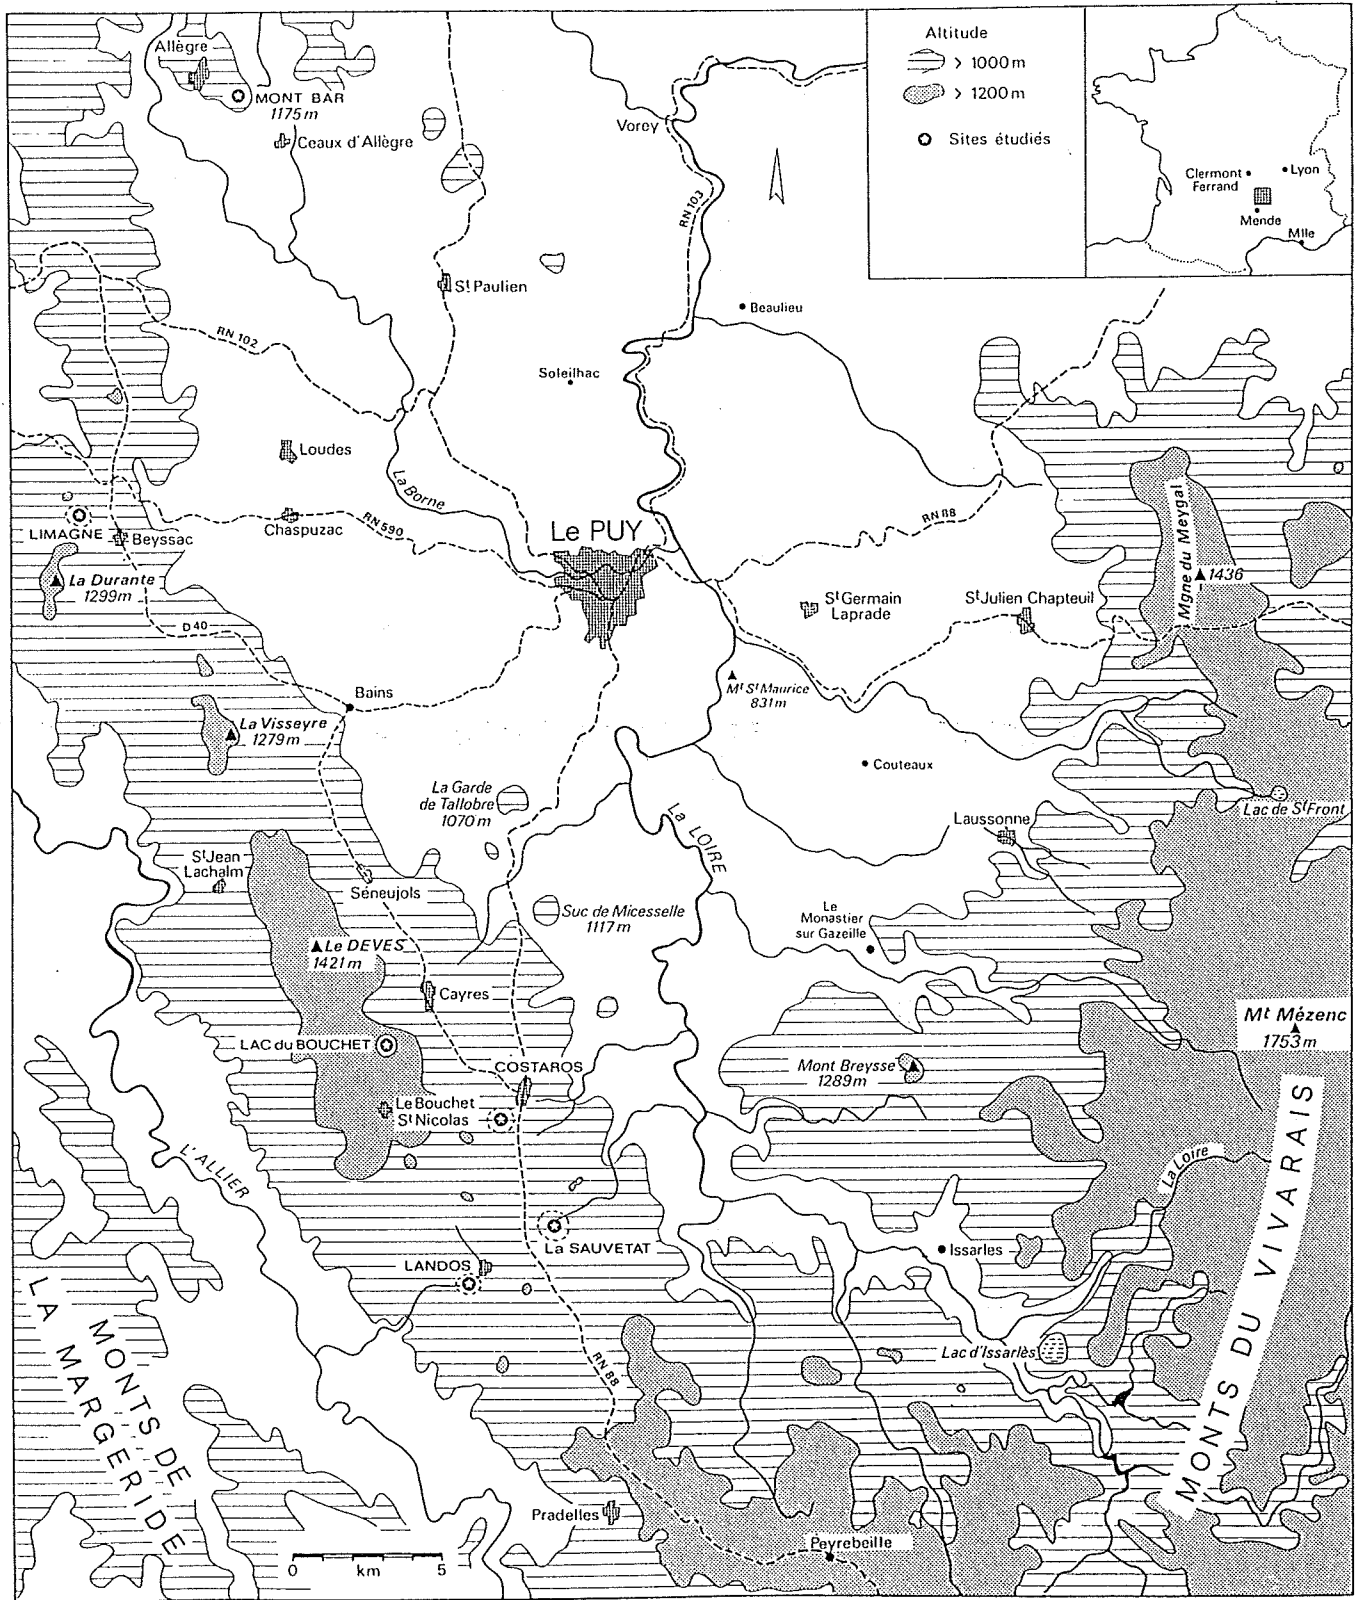 Allègre
MONT BAR
1175 m
Ceaux d'Allègre
Vorey
RN 103
Altitude
> 1000 m
> 1200 m
Sites étudiés
Clermont
Ferrand
Lyon
Mende
Mlle
St Paulien
Beaulieu
RN 102
Soleilhac
Loudes
La Borne
RN 590
Chaspuzac
LIMAGNE
Beyssac
La Durante
1299 m
Le PUY
RN 88
Mgne du Meygal
1436
St Germain
Laprade
St Julien Chapteuil
D 40
Bains
Mt St Maurice
831 m
La Visseyre
1279 m
Couteaux
La Garde
de Tallobre
1070 m
La LOIRE
Lac de St Front
Laussonne
St Jean
Lachalm
Séneujols
Suc de Micesselle
1117 m
Le
Monastier
sur Gazeille
Le DEVES
1421 m
Cayres
Mt Mézenc
1753 m
LAC du BOUCHET
COSTAROS
Mont Breysse
1289 m
Le Bouchet
St Nicolas
L'ALLIER
La Loire
La SAUVETAT
Issarles
LANDOS
Lac d'Issarlès
RN 88
MONTS DU VIVARAIS
MONTS DE
LA MARGERIDE
Pradelles
Peyrebeille
0 km 5